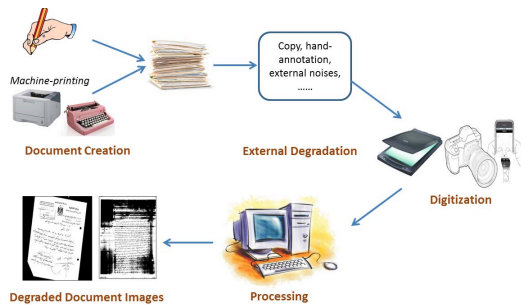 Machine-printing
Document Creation
Copy, hand-
annotation,
external noises,
......
External Degradation
Digitization
Processing
Degraded Document Images